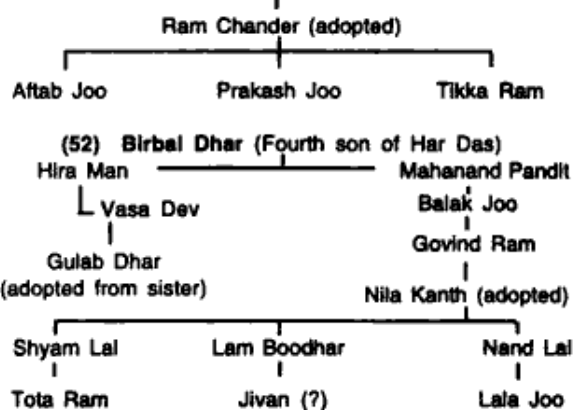 Ram Chander (adopted)
Aftab Joo Prakash Joo Tikka Ram
(52) Birbal Dhar (Fourth son of Har Das)
Hira Man Mahanand Pandit
Vasa Dev Balak Joo
Govind Ram
Gulab Dhar
(adopted from sister)
Nila Kanth (adopted)
Shyam Lal Lam Boodhar Nand Lal
Tota Ram Jivan (?) Lala Joo